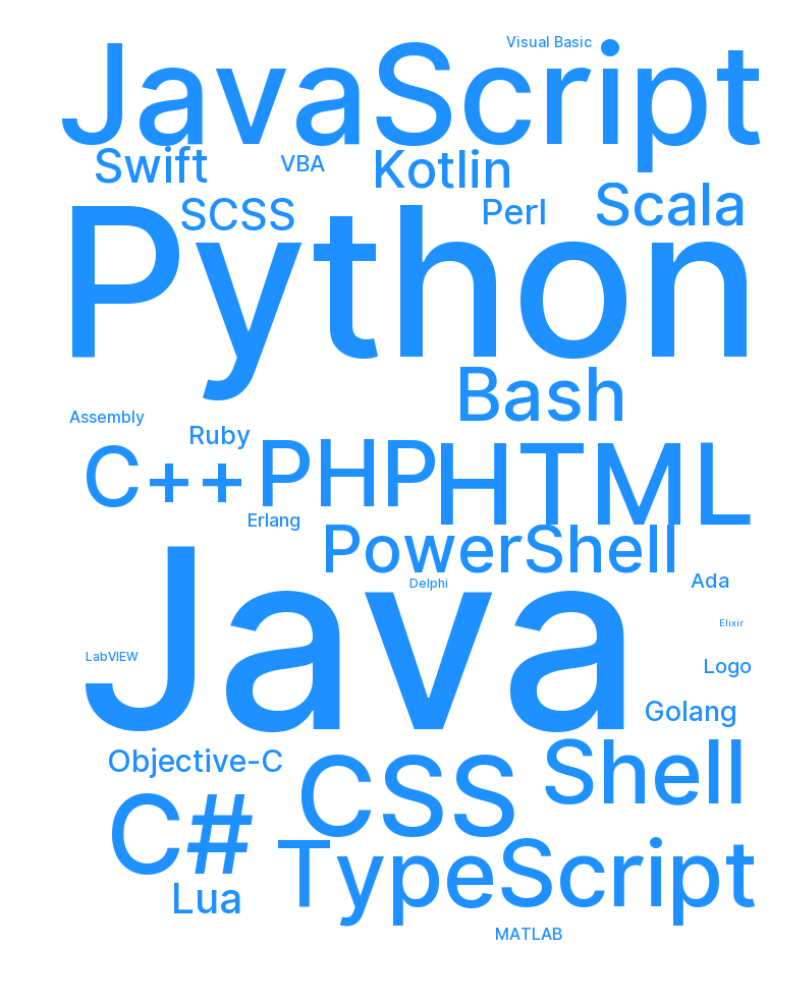 Visual Basic
JavaScript
Swift
VBA
Kotlin
SCSS
Perl
Scala
Python
Bash
Assembly
Ruby
C++
PHP
HTML
Erlang
PowerShell
Delphi
Ada
Java
Elixir
LabVIEW
Logo
Golang
Objective-C
CSS
Shell
C#
TypeScript
Lua
MATLAB